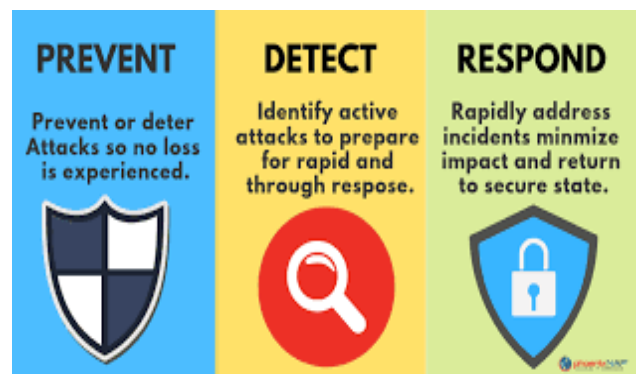 PREVENT
Prevent or deter
Attacks so no loss
is experienced.
DETECT
Identify active
attacks to prepare
for rapid and
through respose.
RESPOND
Rapidly address
incidents minmize
impact and return
to secure state.
phoenixNAP